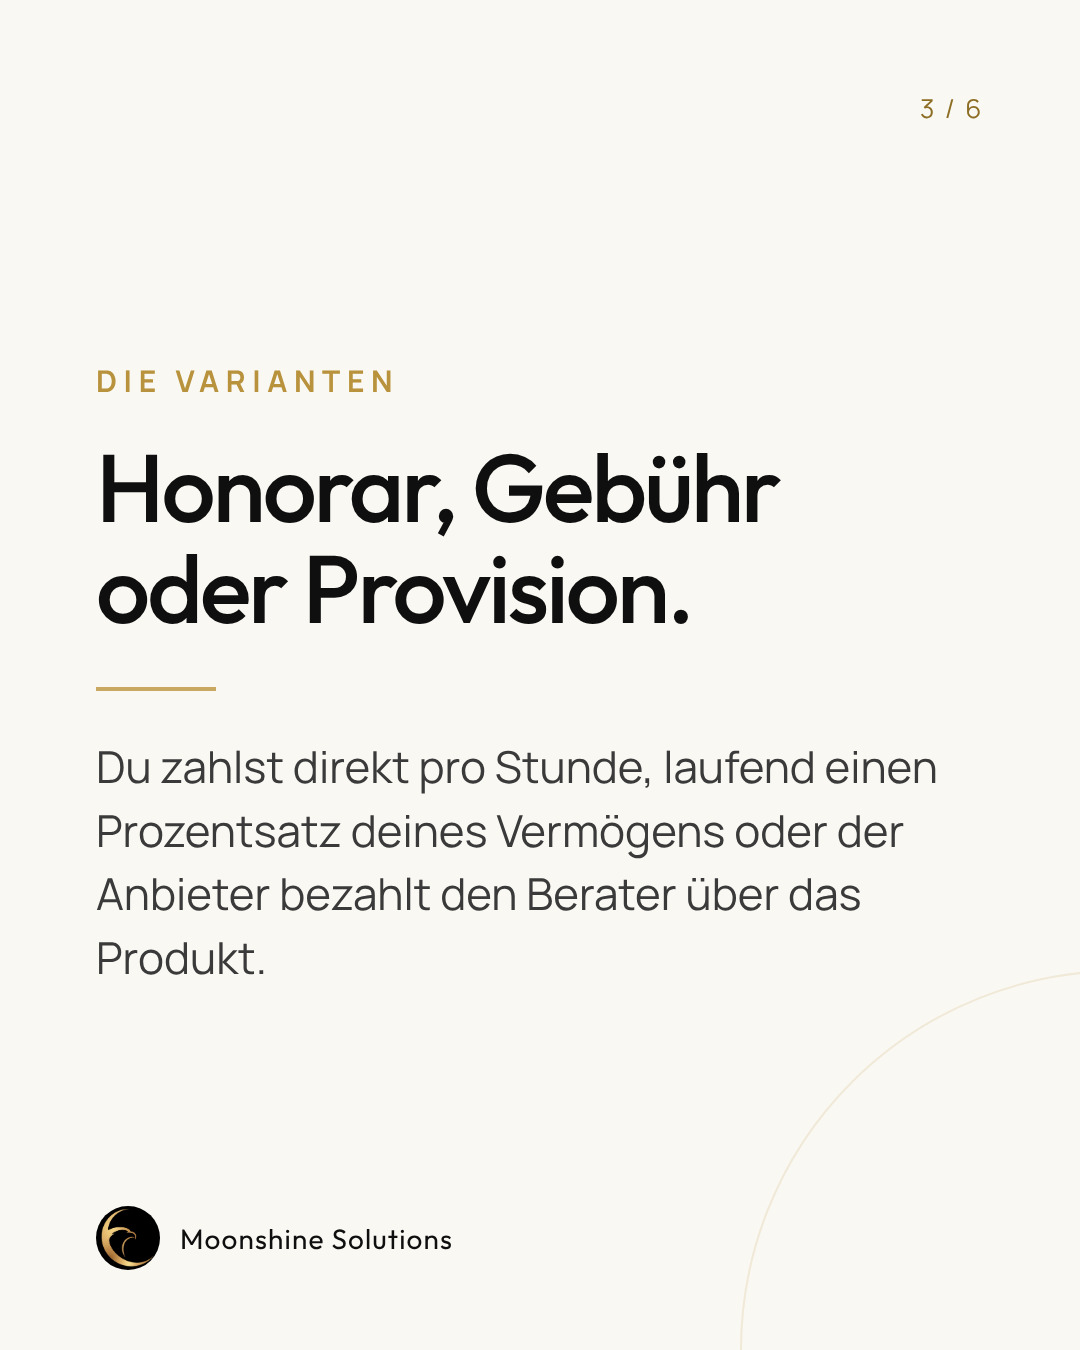 3 / 6
DIE VARIANTEN
Honorar, Gebühr
oder Provision.
Du zahlst direkt pro Stunde, laufend einen
Prozentsatz deines Vermögens oder der
Anbieter bezahlt den Berater über das
Produkt.
Moonshine Solutions